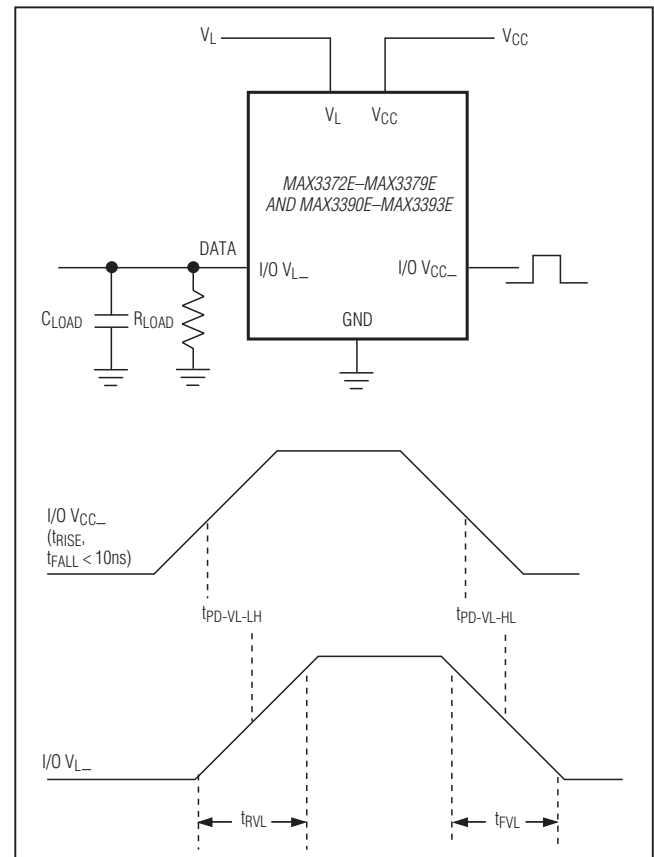 VL
VCC
VL VCC
MAX3372E–MAX3379E
AND MAX3390E–MAX3393E
DATA
I/O VL_
I/O VCC_
CLOAD
RLOAD
GND
I/O VCC_
(tRISE,
tFALL < 10ns)
tPD-VL-LH
tPD-VL-HL
I/O VL_
tRVL
tFVL